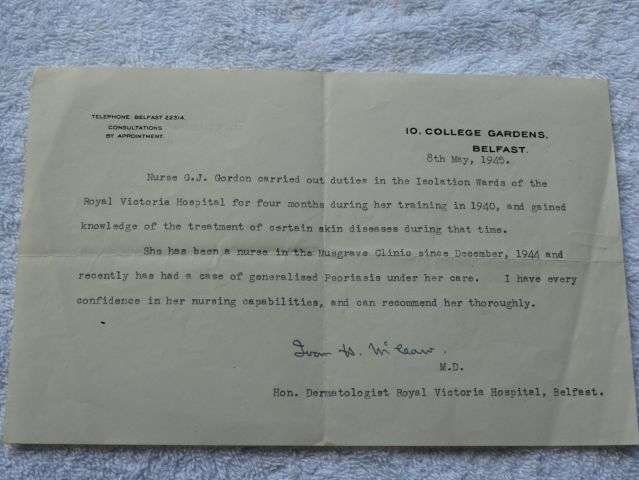 TELEPHONE BELFAST 22314.
CONSULTATIONS
BY APPOINTMENT.
10. COLLEGE GARDENS,
BELFAST.
8th May, 1945.
Nurse G.J. Gordon carried out duties in the Isolation Wards of the
Royal Victoria Hospital for four months during her training in 1940, and gained
knowledge of the treatment of certain skin diseases during that time.
She has been a nurse in the Musgrave Clinic since December, 1944 and
recently has had a case of generalised Psoriasis under her care. I have every
confidence in her nursing capabilities, and can recommend her thoroughly.
Ivan H. McCaw.
M.D.
Hon. Dermatologist Royal Victoria Hospital, Belfast.